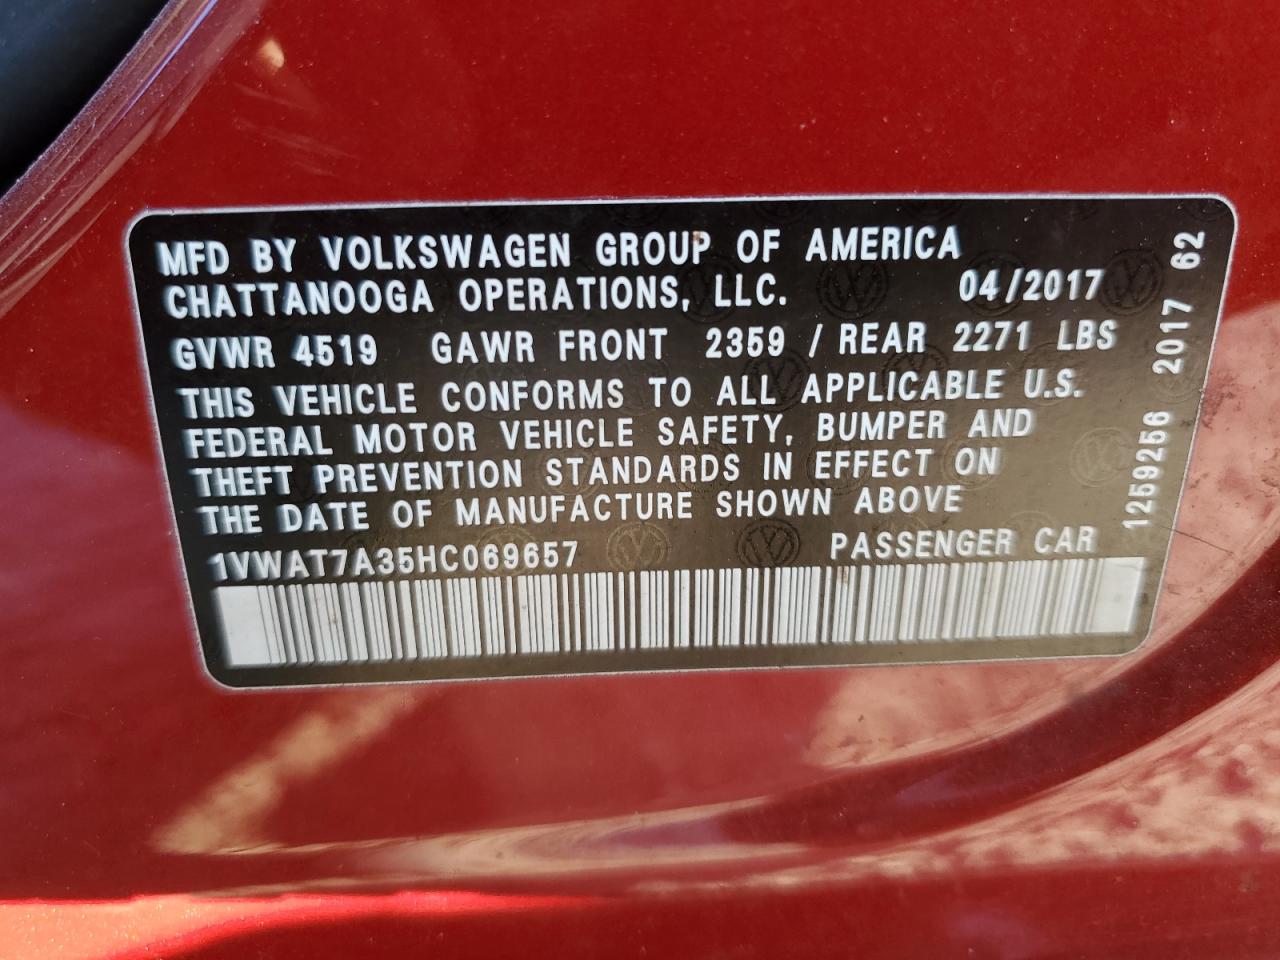 MFD BY VOLKSWAGEN GROUP OF AMERICA
CHATTANOOGA OPERATIONS, LLC. 04/2017
GVWR 4519 GAWR FRONT 2359 / REAR 2271 LBS
THIS VEHICLE CONFORMS TO ALL APPLICABLE U.S.
FEDERAL MOTOR VEHICLE SAFETY, BUMPER AND
THEFT PREVENTION STANDARDS IN EFFECT ON
THE DATE OF MANUFACTURE SHOWN ABOVE
1VWAT7A35HC069657 PASSENGER CAR
1259256 2017 62